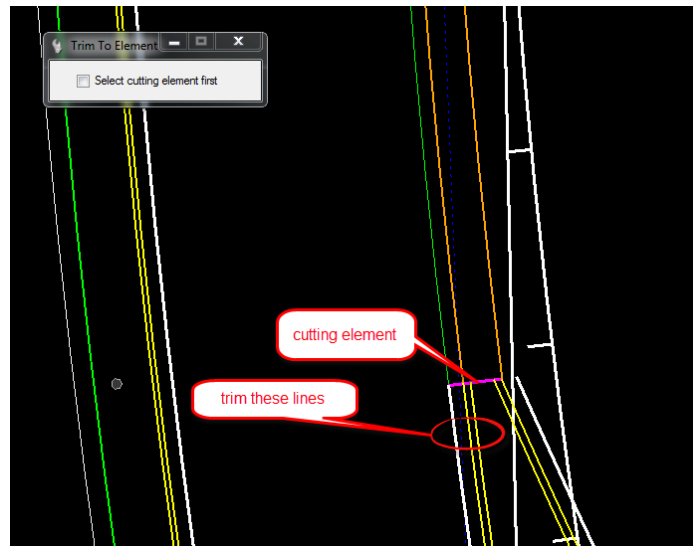 Trim To Element
Select cutting element first
cutting element
trim these lines